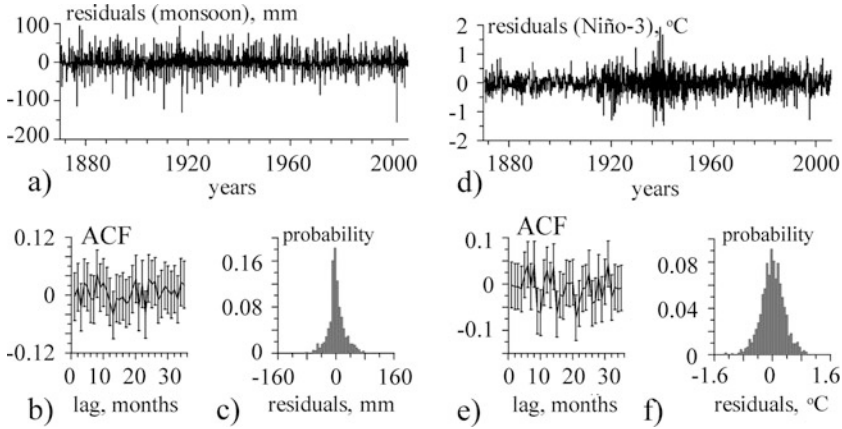 residuals (monsoon), mm
100
0
-100
-200
1880 1920 1960 2000
a)
years
residuals (Niño-3), °C
2
1
0
-1
-2
1880 1920 1960 2000
d)
years
ACF
0.12
0
-0.12
0 10 20 30
b)
lag, months
probability
0.16
0.08
0
-160 0 160
c)
residuals, mm
ACF
0.1
0
-0.1
0 10 20 30
e)
lag, months
probability
0.08
0.04
0
-1.6 0 1.6
f)
residuals, °C